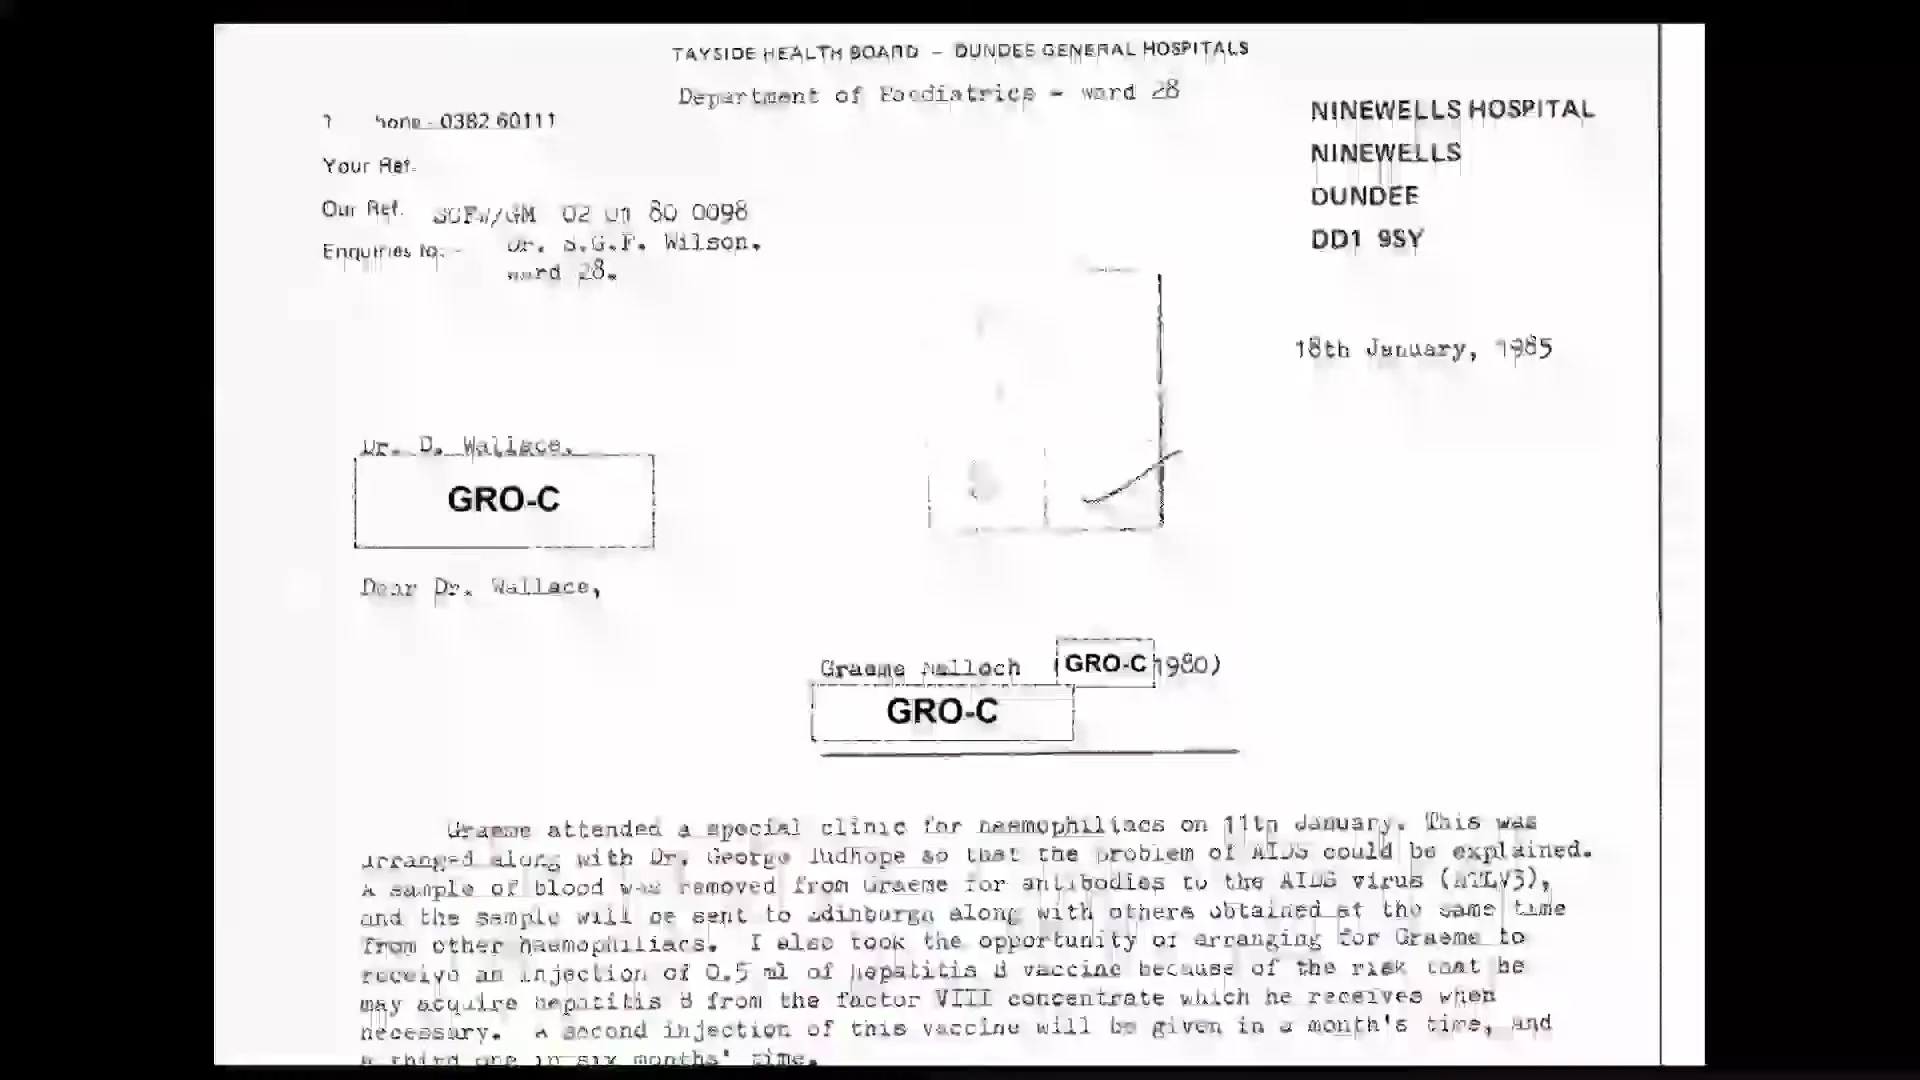 TAYSIDE HEALTH BOARD - DUNDEE GENERAL HOSPITALS
Department of Paediatrics - ward 28
hone - 0382 60111
NINEWELLS HOSPITAL
NINEWELLS
DUNDEE
DD1 9SY
Your Ref.
Our Ref. SGFW/GM 02 01 80 0098
Enquiries to:- Dr. S.G.F. Wilson.
ward 28.
18th January, 1985
Dr. D. Wallace.
GRO-C
Dear Dr. Wallace,
Graeme Malloch (GRO-C 1980)
GRO-C
Graeme attended a special clinic for haemophiliacs on 11th January. This was
arranged along with Dr. George Tudhope so that the problem of AIDS could be explained.
A sample of blood was removed from Graeme for antibodies to the AIDS virus (HTLV3),
and the sample will be sent to Edinburgh along with others obtained at the same time
from other haemophiliacs. I also took the opportunity of arranging for Graeme to
receive an injection of 0.5 ml of hepatitis B vaccine because of the risk that he
may acquire hepatitis B from the factor VIII concentrate which he receives when
necessary. A second injection of this vaccine will be given in a month's time, and
a third one in six months' time.